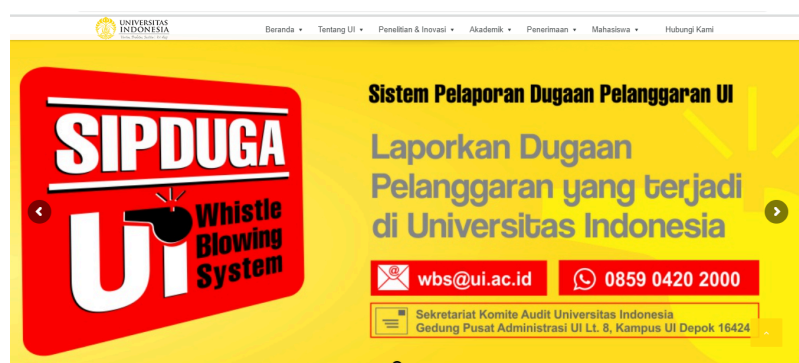 UNIVERSITAS
INDONESIA
Beranda
Tentang UI
Penelitian & Inovasi
Akademik
Penerimaan
Mahasiswa
Hubungi Kami
SIPDUGA
UI Whistle
Blowing
System
Sistem Pelaporan Dugaan Pelanggaran UI
Laporkan Dugaan
Pelanggaran yang terjadi
di Universitas Indonesia
wbs@ui.ac.id
0859 0420 2000
Sekretariat Komite Audit Universitas Indonesia
Gedung Pusat Administrasi UI Lt. 8, Kampus UI Depok 16424